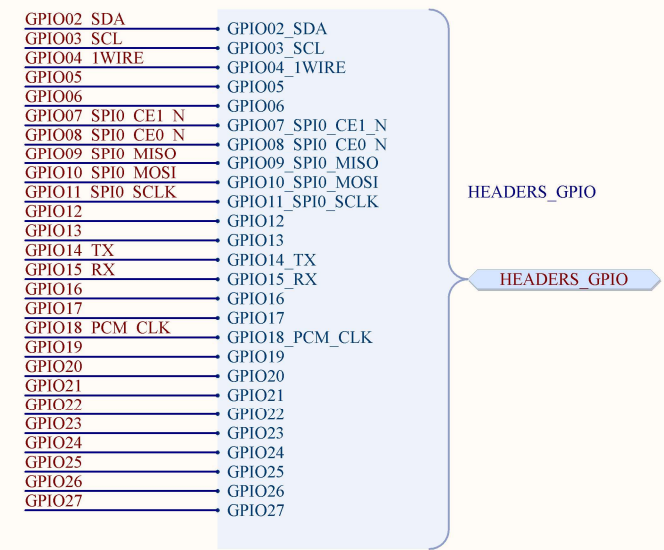 GPIO02_SDA GPIO02_SDA
GPIO03_SCL GPIO03_SCL
GPIO04_1WIRE GPIO04_1WIRE
GPIO05 GPIO05
GPIO06 GPIO06
GPIO07_SPI0_CE1_N GPIO07_SPI0_CE1_N
GPIO08_SPI0_CE0_N GPIO08_SPI0_CE0_N
GPIO09_SPI0_MISO GPIO09_SPI0_MISO
GPIO10_SPI0_MOSI GPIO10_SPI0_MOSI
GPIO11_SPI0_SCLK GPIO11_SPI0_SCLK
HEADERS_GPIO
GPIO12 GPIO12
GPIO13 GPIO13
GPIO14_TX GPIO14_TX
GPIO15_RX GPIO15_RX
HEADERS_GPIO
GPIO16 GPIO16
GPIO17 GPIO17
GPIO18_PCM_CLK GPIO18_PCM_CLK
GPIO19 GPIO19
GPIO20 GPIO20
GPIO21 GPIO21
GPIO22 GPIO22
GPIO23 GPIO23
GPIO24 GPIO24
GPIO25 GPIO25
GPIO26 GPIO26
GPIO27 GPIO27